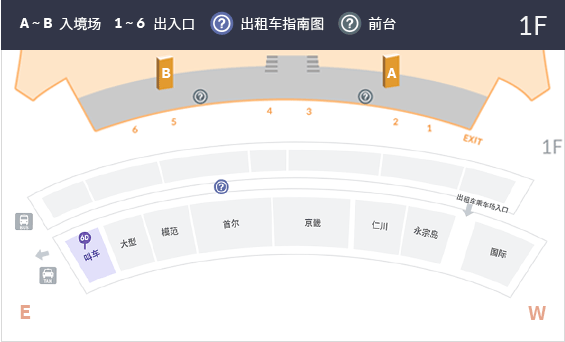 A ~ B 入境场 1 ~ 6 出入口 ? 出租车指南图 ? 前台 1F
B A
? ?
6 5 4 3 2 1 EXIT
1F
?
出租车乘车场入口
6D 叫车 大型 模范 首尔 京畿 仁川 永宗岛 国际
TAXI
E W